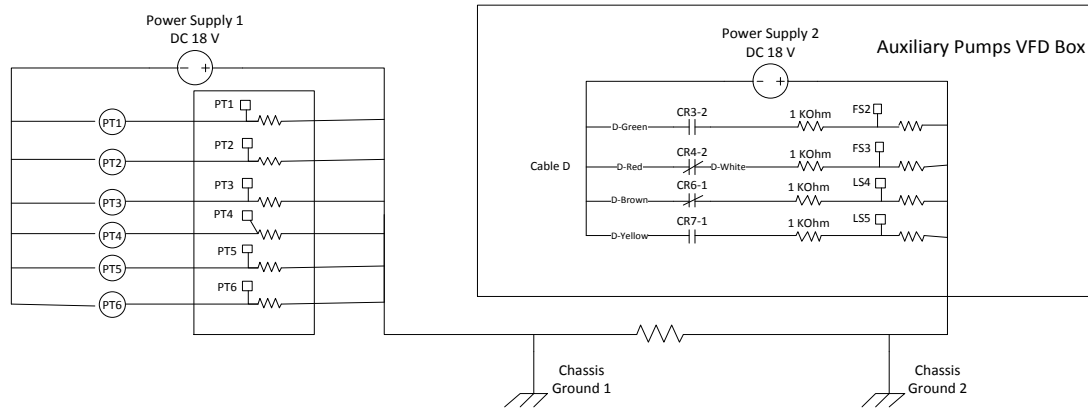 Power Supply 1
DC 18 V
- +
PT1
PT1
PT2
PT2
PT3
PT3
PT4
PT4
PT5
PT5
PT6
PT6
Auxiliary Pumps VFD Box
Power Supply 2
DC 18 V
- +
Cable D
D-Green
CR3-2
1 KOhm
FS2
D-Red
CR4-2
D-White
1 KOhm
FS3
D-Brown
CR6-1
1 KOhm
LS4
D-Yellow
CR7-1
1 KOhm
LS5
Chassis
Ground 1
Chassis
Ground 2